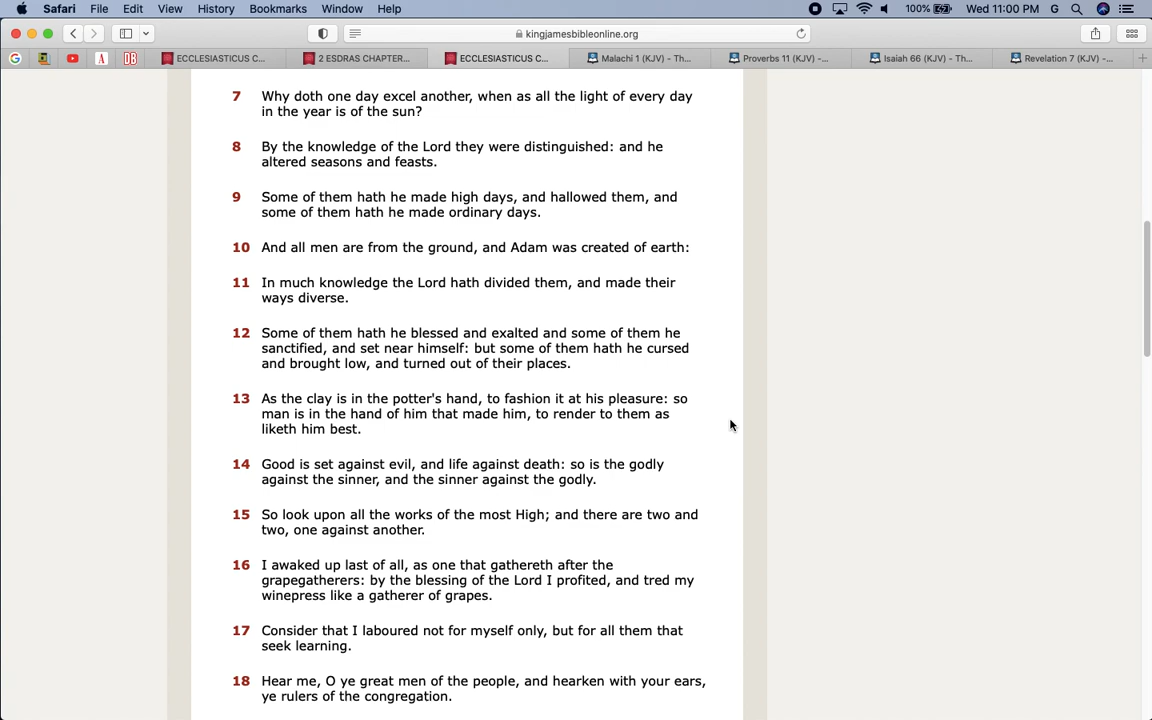 Safari File Edit View History Bookmarks Window Help 100% Wed 11:00 PM G
kingjamesbibleonline.org
G A DB ECCLESIASTICUS C... 2 ESDRAS CHAPTER... ECCLESIASTICUS C... Malachi 1 (KJV) - Th... Proverbs 11 (KJV) -... Isaiah 66 (KJV) - Th... Revelation 7 (KJV) -...
7 Why doth one day excel another, when as all the light of every day
in the year is of the sun?
8 By the knowledge of the Lord they were distinguished: and he
altered seasons and feasts.
9 Some of them hath he made high days, and hallowed them, and
some of them hath he made ordinary days.
10 And all men are from the ground, and Adam was created of earth:
11 In much knowledge the Lord hath divided them, and made their
ways diverse.
12 Some of them hath he blessed and exalted and some of them he
sanctified, and set near himself: but some of them hath he cursed
and brought low, and turned out of their places.
13 As the clay is in the potter's hand, to fashion it at his pleasure: so
man is in the hand of him that made him, to render to them as
liketh him best.
14 Good is set against evil, and life against death: so is the godly
against the sinner, and the sinner against the godly.
15 So look upon all the works of the most High; and there are two and
two, one against another.
16 I awaked up last of all, as one that gathereth after the
grapegatherers: by the blessing of the Lord I profited, and tred my
winepress like a gatherer of grapes.
17 Consider that I laboured not for myself only, but for all them that
seek learning.
18 Hear me, O ye great men of the people, and hearken with your ears,
ye rulers of the congregation.